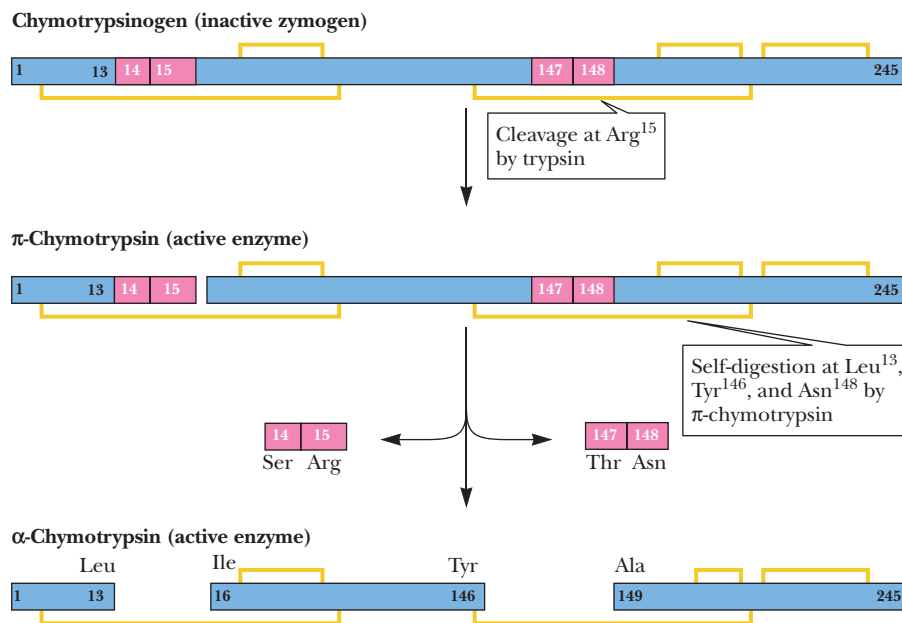 Chymotrypsinogen (inactive zymogen)
1 13 14 15 147 148 245
Cleavage at Arg¹⁵
by trypsin
π-Chymotrypsin (active enzyme)
1 13 14 15 147 148 245
Self-digestion at Leu¹³,
Tyr¹⁴⁶, and Asn¹⁴⁸ by
π-chymotrypsin
14 15 147 148
Ser Arg Thr Asn
α-Chymotrypsin (active enzyme)
Leu Ile Tyr Ala
1 13 16 146 149 245